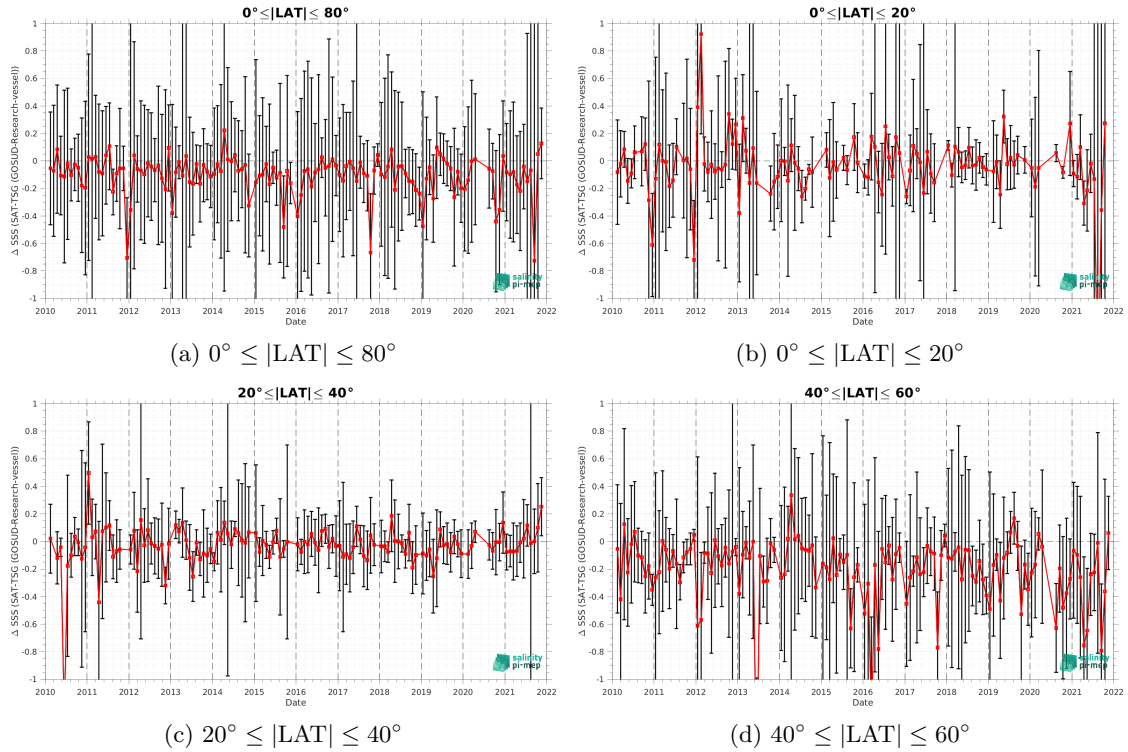 0°≤|LAT|≤ 80°
Δ SSS (SAT-TSG (GOSUD-Research-vessel))
1
0.8
0.6
0.4
0.2
0
-0.2
-0.4
-0.6
-0.8
-1
2010 2011 2012 2013 2014 2015 2016 2017 2018 2019 2020 2021 2022
Date
salinity
pi-mep
(a) 0° ≤ |LAT| ≤ 80°
0°≤|LAT|≤ 20°
Δ SSS (SAT-TSG (GOSUD-Research-vessel))
1
0.8
0.6
0.4
0.2
0
-0.2
-0.4
-0.6
-0.8
-1
2010 2011 2012 2013 2014 2015 2016 2017 2018 2019 2020 2021 2022
Date
salinity
pi-mep
(b) 0° ≤ |LAT| ≤ 20°
20°≤|LAT|≤ 40°
Δ SSS (SAT-TSG (GOSUD-Research-vessel))
1
0.8
0.6
0.4
0.2
0
-0.2
-0.4
-0.6
-0.8
-1
2010 2011 2012 2013 2014 2015 2016 2017 2018 2019 2020 2021 2022
Date
salinity
pi-mep
(c) 20° ≤ |LAT| ≤ 40°
40°≤|LAT|≤ 60°
Δ SSS (SAT-TSG (GOSUD-Research-vessel))
1
0.8
0.6
0.4
0.2
0
-0.2
-0.4
-0.6
-0.8
-1
2010 2011 2012 2013 2014 2015 2016 2017 2018 2019 2020 2021 2022
Date
salinity
pi-mep
(d) 40° ≤ |LAT| ≤ 60°